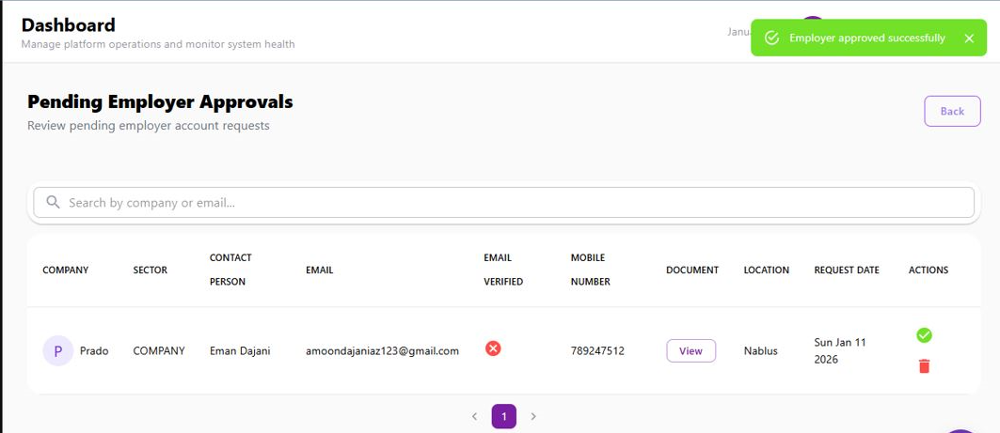 Dashboard
Manage platform operations and monitor system health
Employer approved successfully
Pending Employer Approvals
Review pending employer account requests
Back
Search by company or email...
COMPANY SECTOR CONTACT PERSON EMAIL EMAIL VERIFIED MOBILE NUMBER DOCUMENT LOCATION REQUEST DATE ACTIONS
P Prado COMPANY Eman Dajani amoondajaniaz123@gmail.com 789247512 View Nablus Sun Jan 11 2026
1